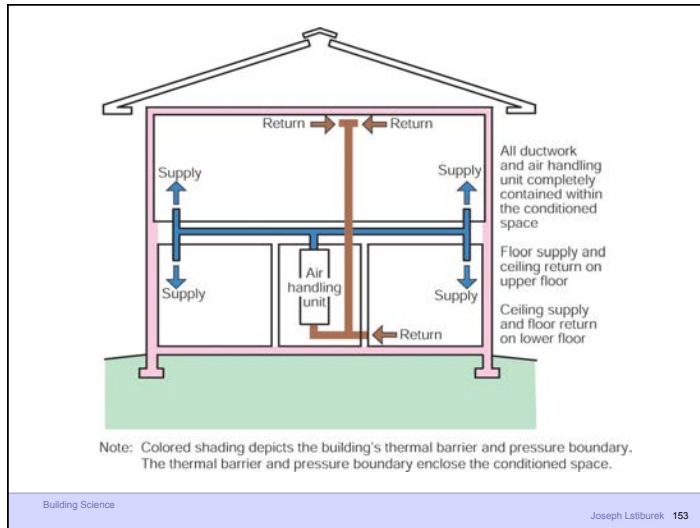 Return
Return
Supply
Supply
All ductwork
and air handling
unit completely
contained within
the conditioned
space
Floor supply and
ceiling return on
upper floor
Air
handling
unit
Supply
Supply
Return
Ceiling supply
and floor return
on lower floor
Note: Colored shading depicts the building's thermal barrier and pressure boundary.
The thermal barrier and pressure boundary enclose the conditioned space.
Building Science
Joseph Lstiburek 153